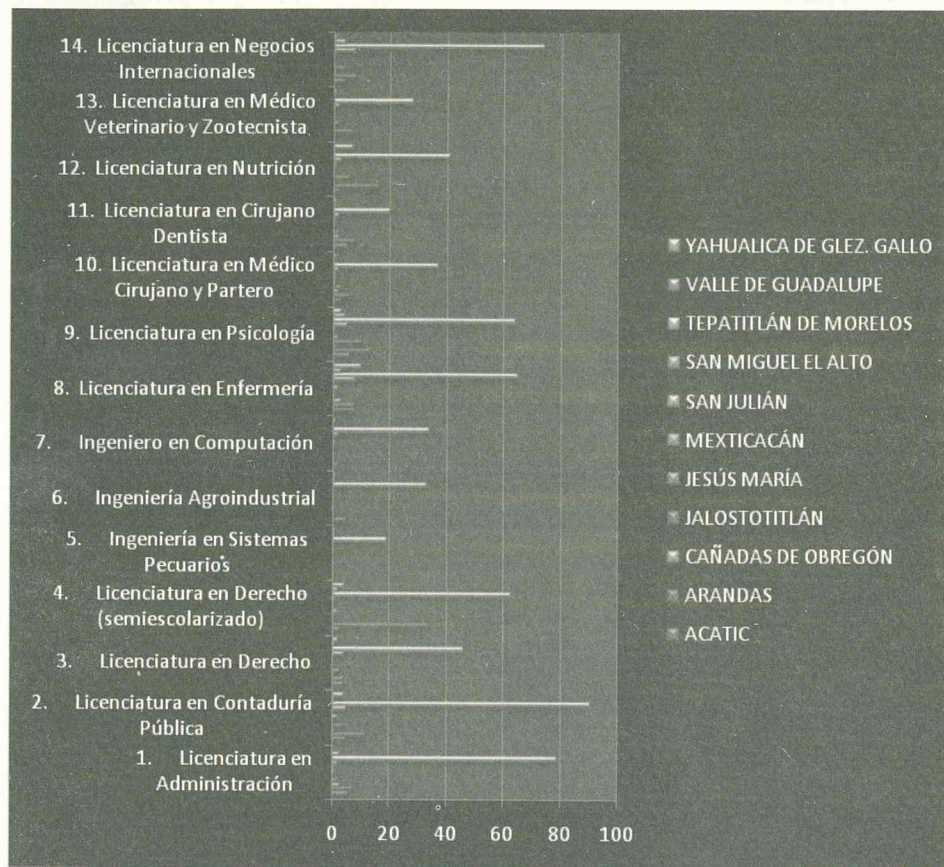 14. Licenciatura en Negocios
Internacionales
13. Licenciatura en Médico
Veterinario y Zootecnista
12. Licenciatura en Nutrición
11. Licenciatura en Cirujano
Dentista
10. Licenciatura en Médico
Cirujano y Partero
9. Licenciatura en Psicología
8. Licenciatura en Enfermería
7. Ingeniero en Computación
6. Ingeniería Agroindustrial
5. Ingeniería en Sistemas
Pecuarios
4. Licenciatura en Derecho
(semiescolarizado)
3. Licenciatura en Derecho
2. Licenciatura en Contaduría
Pública
1. Licenciatura en
Administración
0 20 40 60 80 100
YAHUALICA DE GLEZ. GALLO
VALLE DE GUADALUPE
TEPATITLÁN DE MORELOS
SAN MIGUEL EL ALTO
SAN JULIÁN
MEXTICACÁN
JESÚS MARÍA
JALOSTOTITLÁN
CAÑADAS DE OBREGÓN
ARANDAS
ACATIC